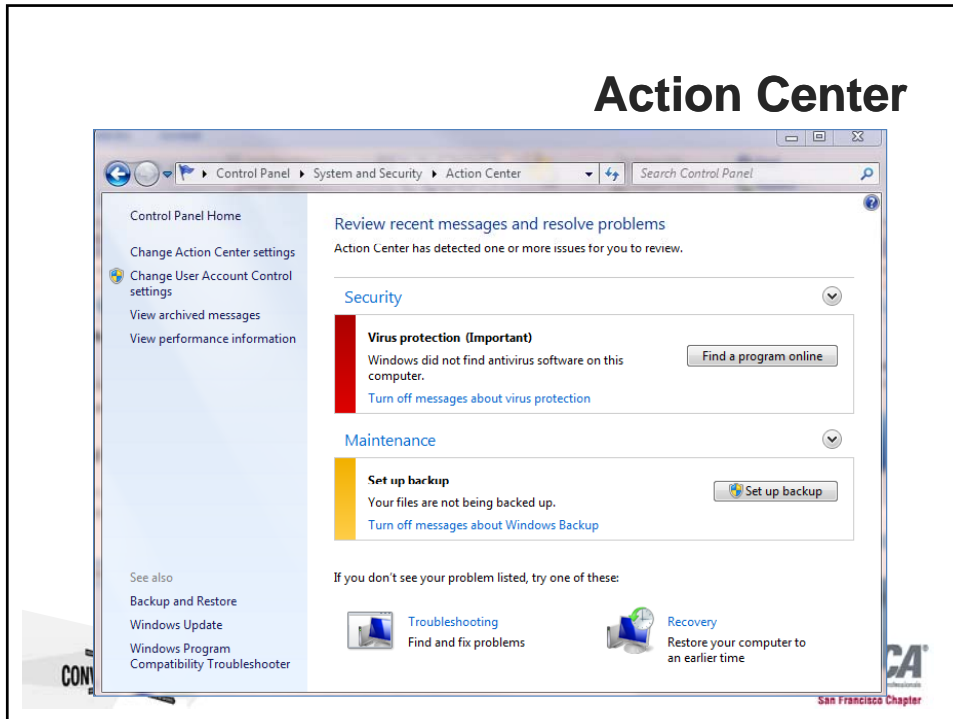 Action Center
Control Panel ▸ System and Security ▸ Action Center
Search Control Panel
Control Panel Home
Change Action Center settings
Change User Account Control
settings
View archived messages
View performance information
Review recent messages and resolve problems
Action Center has detected one or more issues for you to review.
Security
Virus protection (Important)
Windows did not find antivirus software on this
computer.
Turn off messages about virus protection
Find a program online
Maintenance
Set up backup
Your files are not being backed up.
Turn off messages about Windows Backup
Set up backup
If you don't see your problem listed, try one of these:
Troubleshooting
Find and fix problems
Recovery
Restore your computer to
an earlier time
See also
Backup and Restore
Windows Update
Windows Program
Compatibility Troubleshooter
CON
CA
San Francisco Chapter